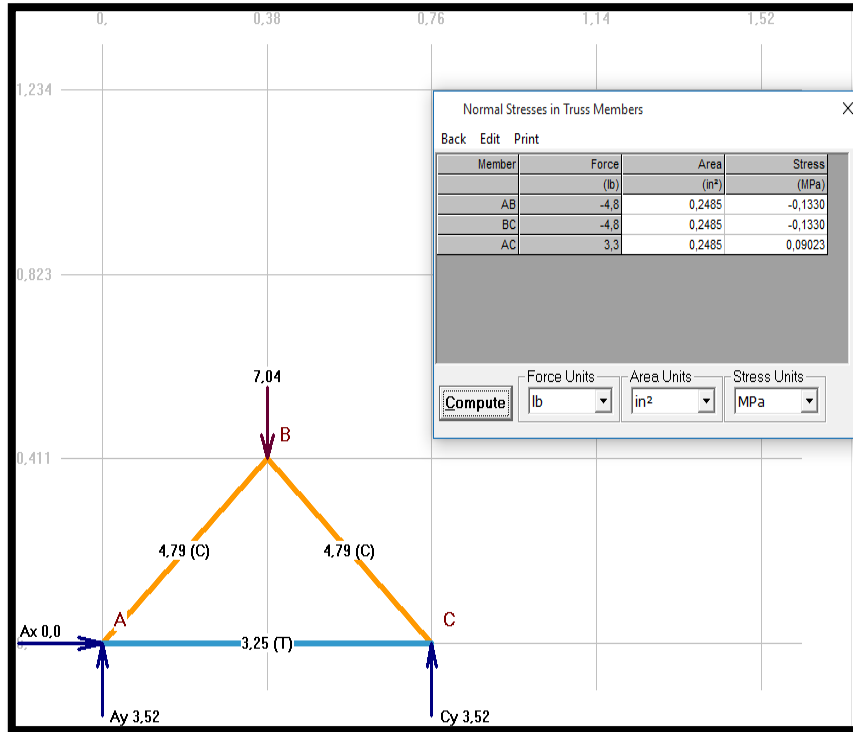 0, 0,38 0,76 1,14 1,52
1,234
Normal Stresses in Truss Members
Back Edit Print
Member Force Area Stress
(lb) (in²) (MPa)
AB -4,8 0,2485 -0,1330
BC -4,8 0,2485 -0,1330
AC 3,3 0,2485 0,09023
Force Units Area Units Stress Units
Compute lb in² MPa
0,823
7,04
B
0,411
4,79 (C) 4,79 (C)
A C
Ax 0,0
3,25 (T)
Ay 3,52 Cy 3,52